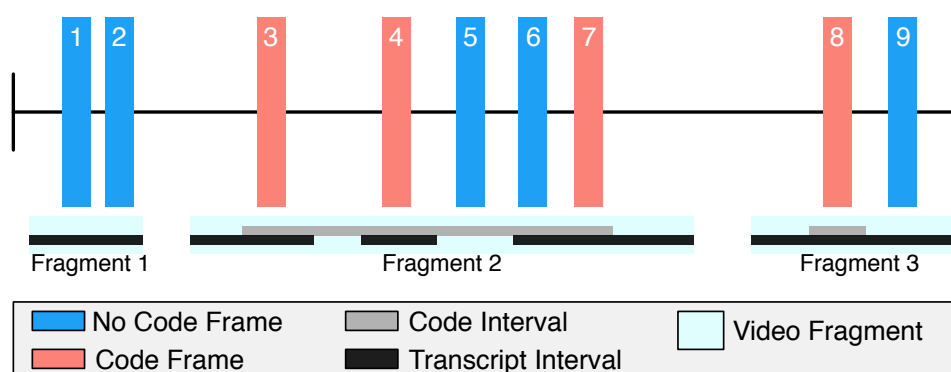 1 2 3 4 5 6 7 8 9
Fragment 1 Fragment 2 Fragment 3
No Code Frame Code Interval Video Fragment
Code Frame Transcript Interval